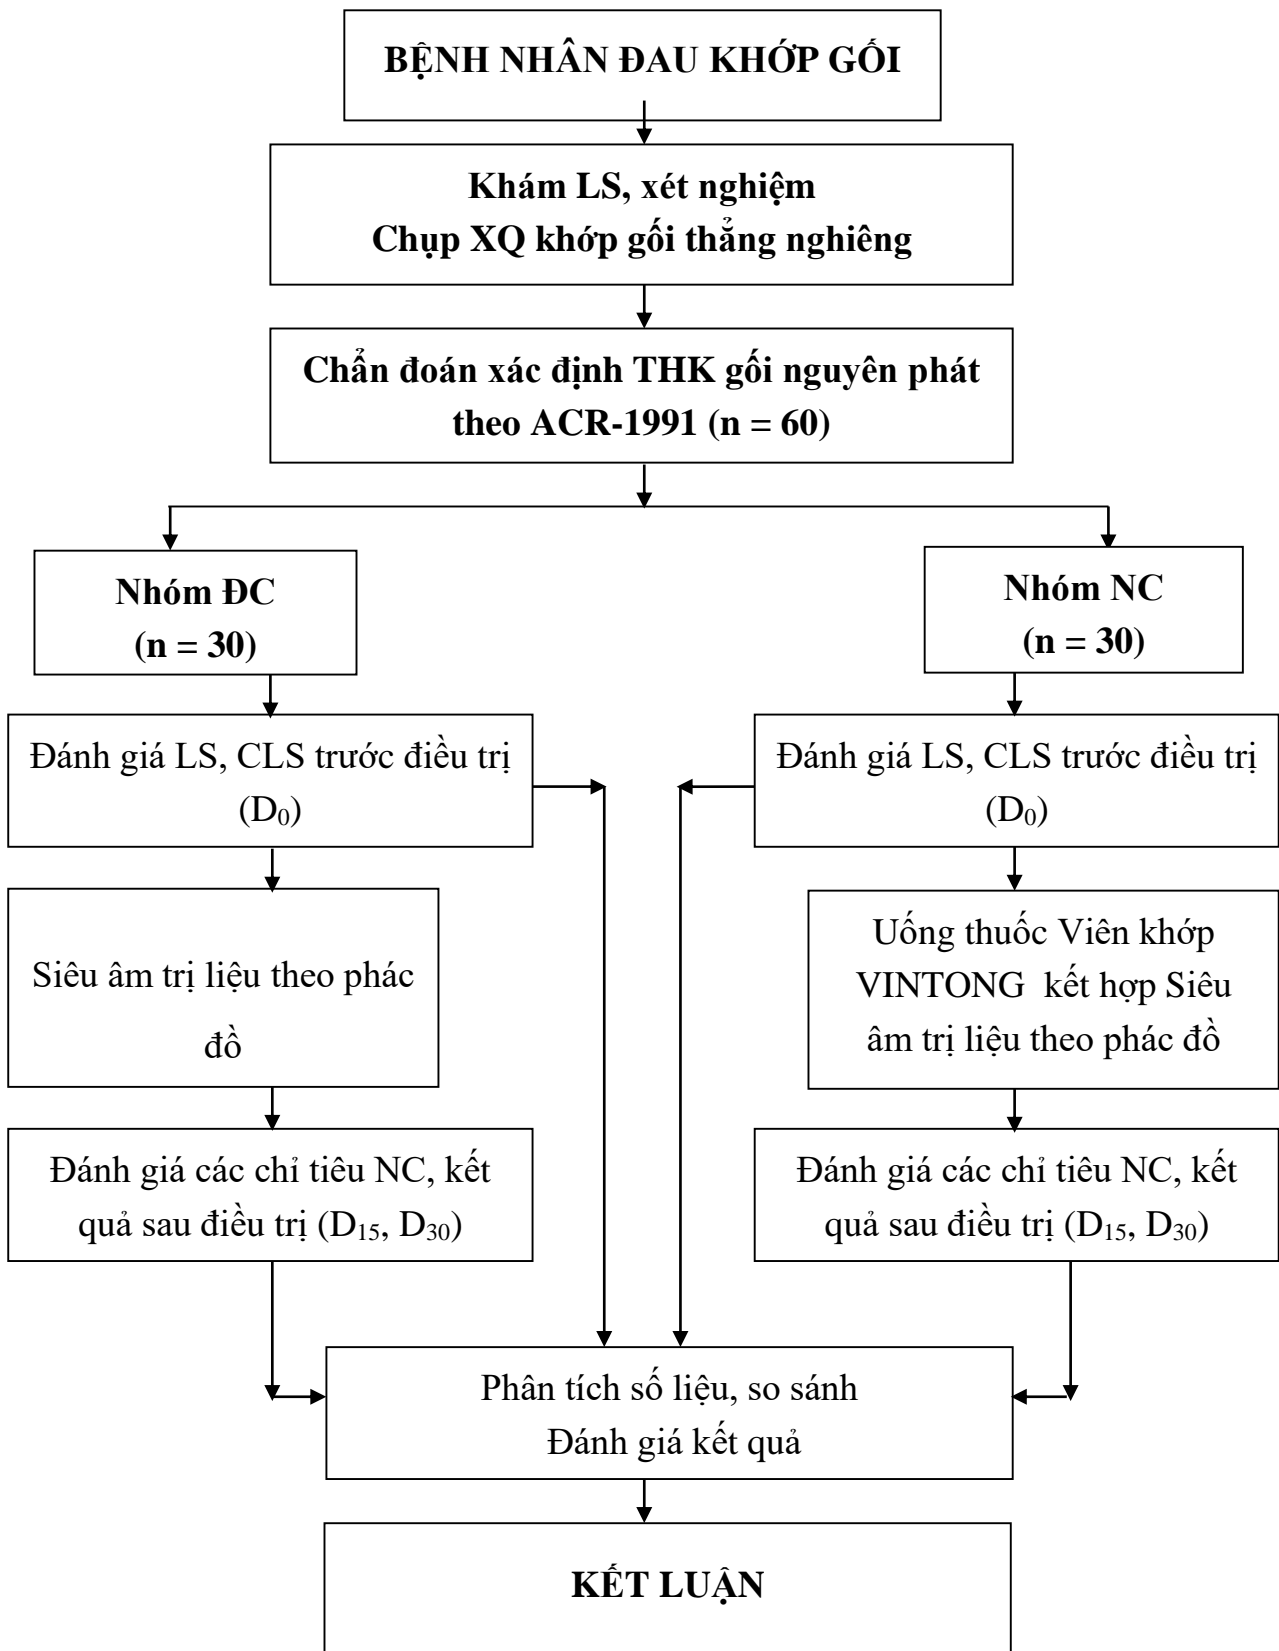 BỆNH NHÂN ĐAU KHỚP GỐI
Khám LS, xét nghiệm
Chụp XQ khớp gối thẳng nghiêng
Chẩn đoán xác định THK gối nguyên phát
theo ACR-1991 (n = 60)
Nhóm ĐC
(n = 30)
Nhóm NC
(n = 30)
Đánh giá LS, CLS trước điều trị
(D₀)
Đánh giá LS, CLS trước điều trị
(D₀)
Siêu âm trị liệu theo phác
đồ
Uống thuốc Viên khớp
VINTONG kết hợp Siêu
âm trị liệu theo phác đồ
Đánh giá các chỉ tiêu NC, kết
quả sau điều trị (D₁₅, D₃₀)
Đánh giá các chỉ tiêu NC, kết
quả sau điều trị (D₁₅, D₃₀)
Phân tích số liệu, so sánh
Đánh giá kết quả
KẾT LUẬN